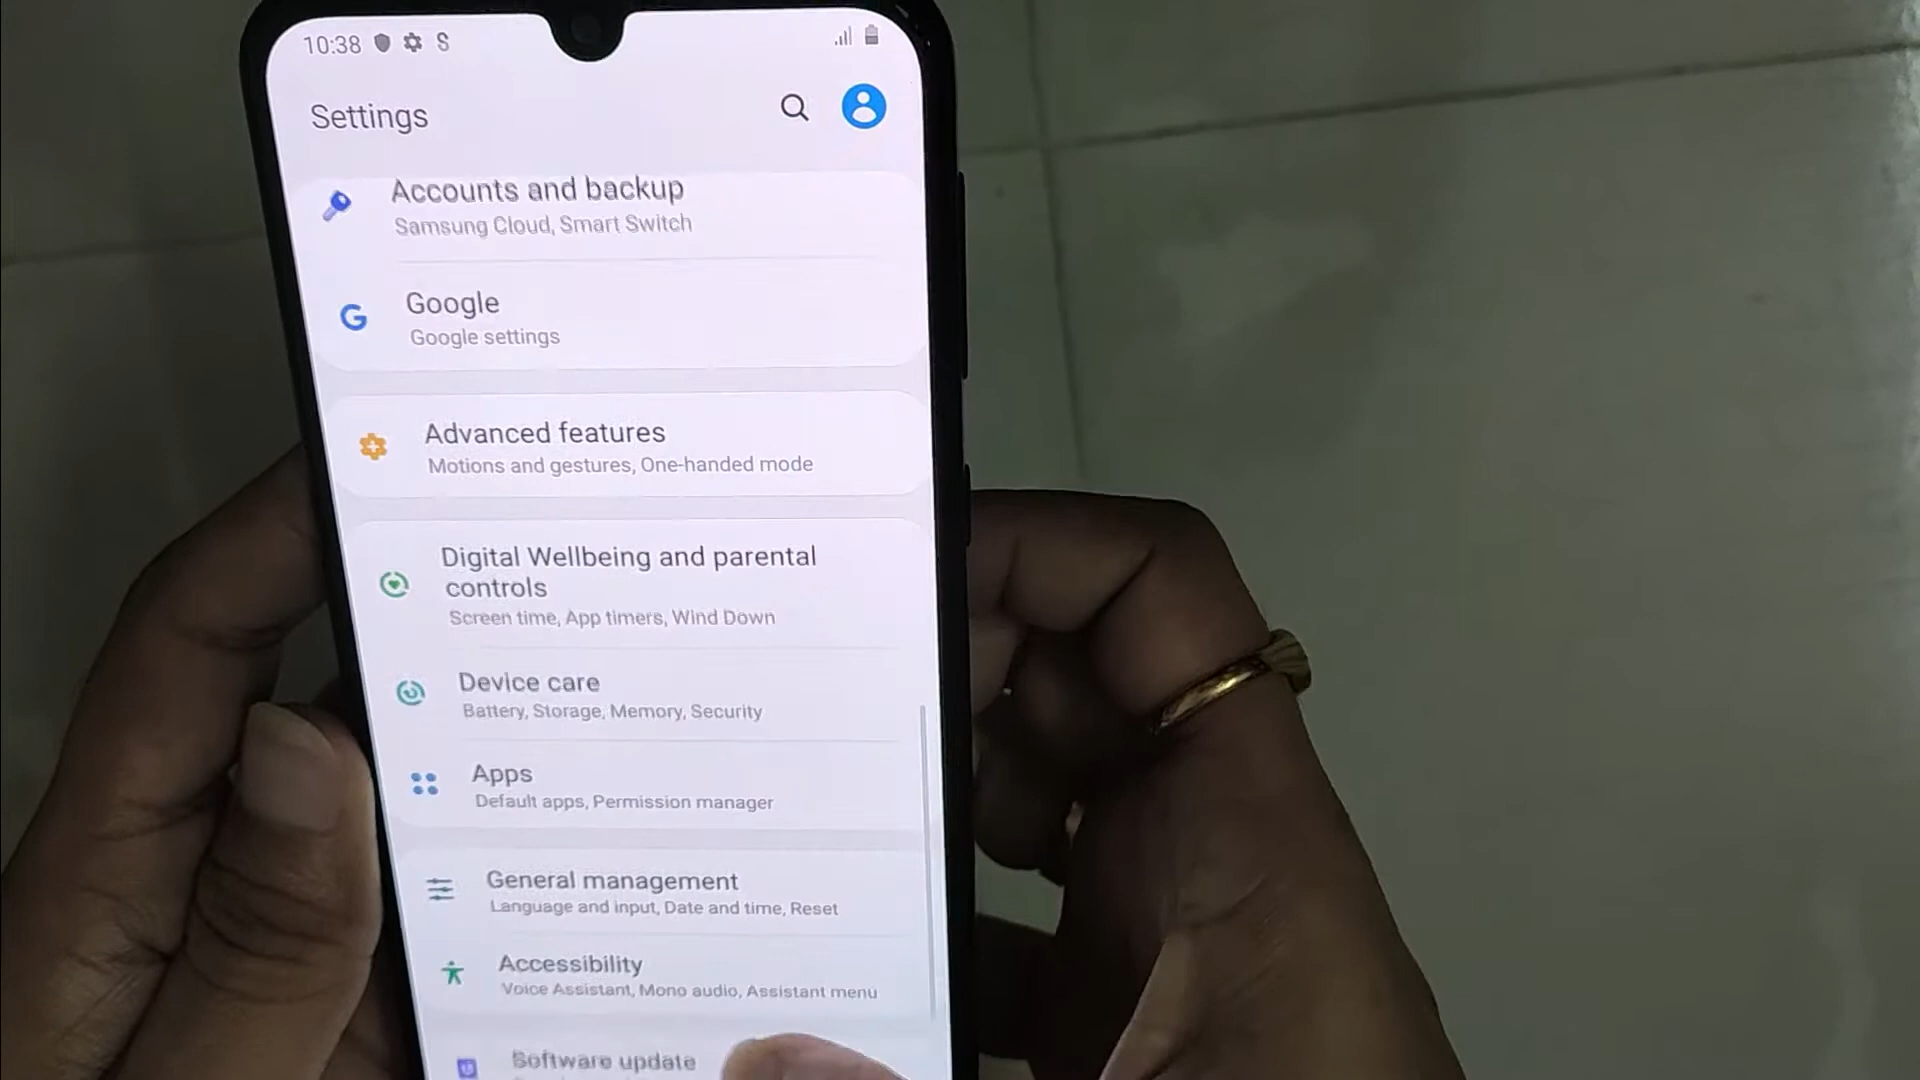 10:38 S
Settings
Accounts and backup
Samsung Cloud, Smart Switch
G Google
Google settings
Advanced features
Motions and gestures, One-handed mode
Digital Wellbeing and parental
controls
Screen time, App timers, Wind Down
Device care
Battery, Storage, Memory, Security
Apps
Default apps, Permission manager
General management
Language and input, Date and time, Reset
Accessibility
Voice Assistant, Mono audio, Assistant menu
Software update